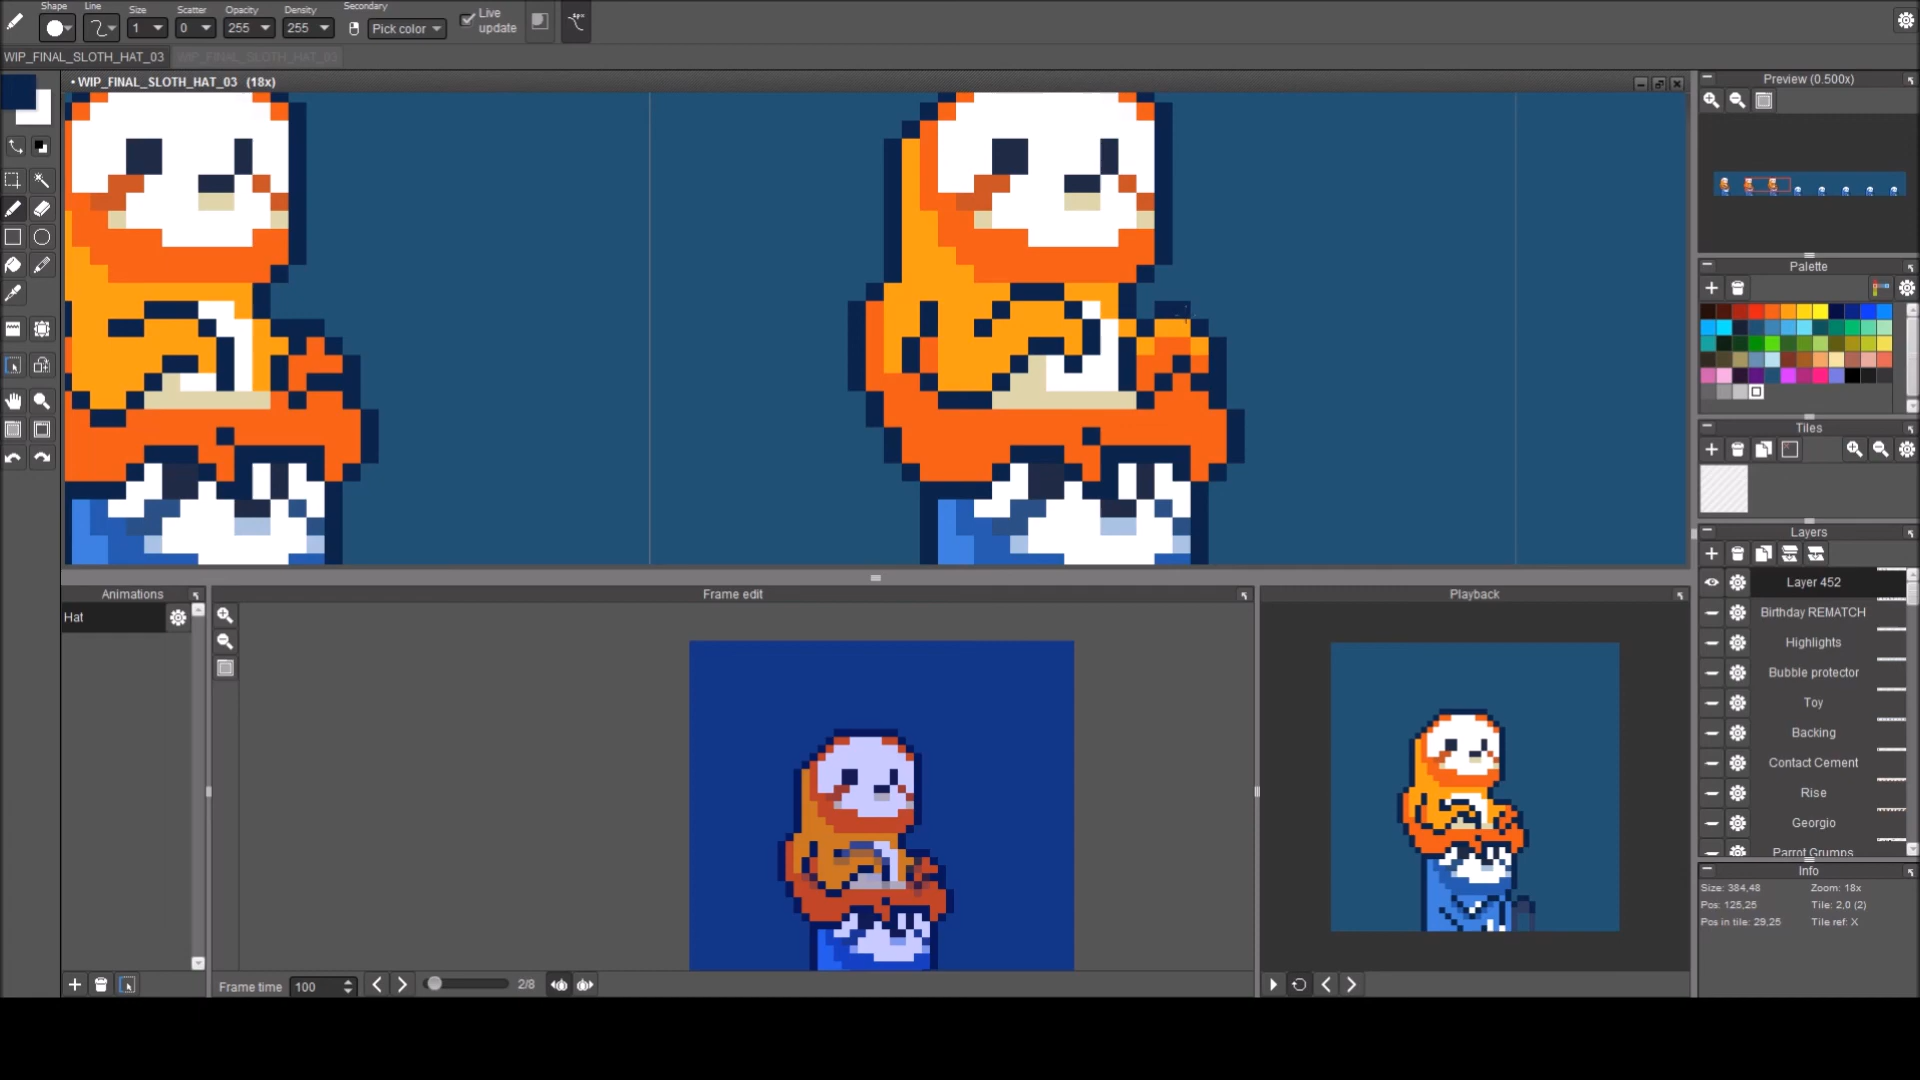 Shape
Line
Size
Scatter
Opacity
Density
Secondary
1
0
255
255
Pick color
Live update
WIP_FINAL_SLOTH_HAT_03
WIP_FINAL_SLOTH_HAT_03
• WIP_FINAL_SLOTH_HAT_03 (18x)
Preview (0.500x)
Palette
Tiles
Layers
Layer 452
Birthday REMATCH
Highlights
Bubble protector
Toy
Backing
Contact Cement
Rise
Georgio
Parrot Grumps
Info
Size: 384,48
Zoom: 18x
Pos: 125,25
Tile: 2,0 (2)
Pos in tile: 29,25
Tile ref: X
Animations
Hat
Frame edit
Playback
Frame time
100
2/8